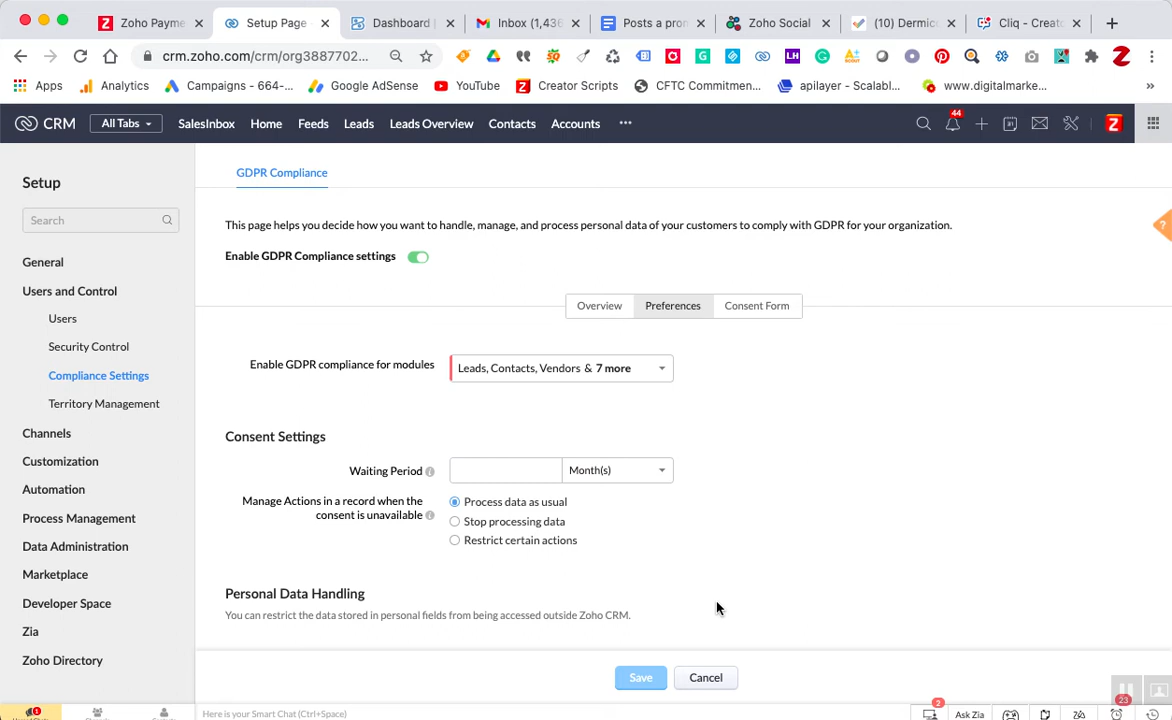 Zoho Payme
Setup Page -
Dashboard |
Inbox (1,436
Posts a pron
Zoho Social
(10) Dermic
Cliq - Creato
crm.zoho.com/crm/org3887702...
Apps
Analytics
Campaigns - 664-...
Google AdSense
YouTube
Creator Scripts
CFTC Commitmen...
apilayer - Scalabl...
www.digitalmarke...
CRM
All Tabs
SalesInbox
Home
Feeds
Leads
Leads Overview
Contacts
Accounts
44
Setup
Search
General
Users and Control
Users
Security Control
Compliance Settings
Territory Management
Channels
Customization
Automation
Process Management
Data Administration
Marketplace
Developer Space
Zia
Zoho Directory
GDPR Compliance
This page helps you decide how you want to handle, manage, and process personal data of your customers to comply with GDPR for your organization.
Enable GDPR Compliance settings
Overview
Preferences
Consent Form
Enable GDPR compliance for modules
Leads, Contacts, Vendors & 7 more
Consent Settings
Waiting Period
Month(s)
Manage Actions in a record when the
consent is unavailable
Process data as usual
Stop processing data
Restrict certain actions
Personal Data Handling
You can restrict the data stored in personal fields from being accessed outside Zoho CRM.
Save
Cancel
Here is your Smart Chat (Ctrl+Space)
2
Ask Zia
23